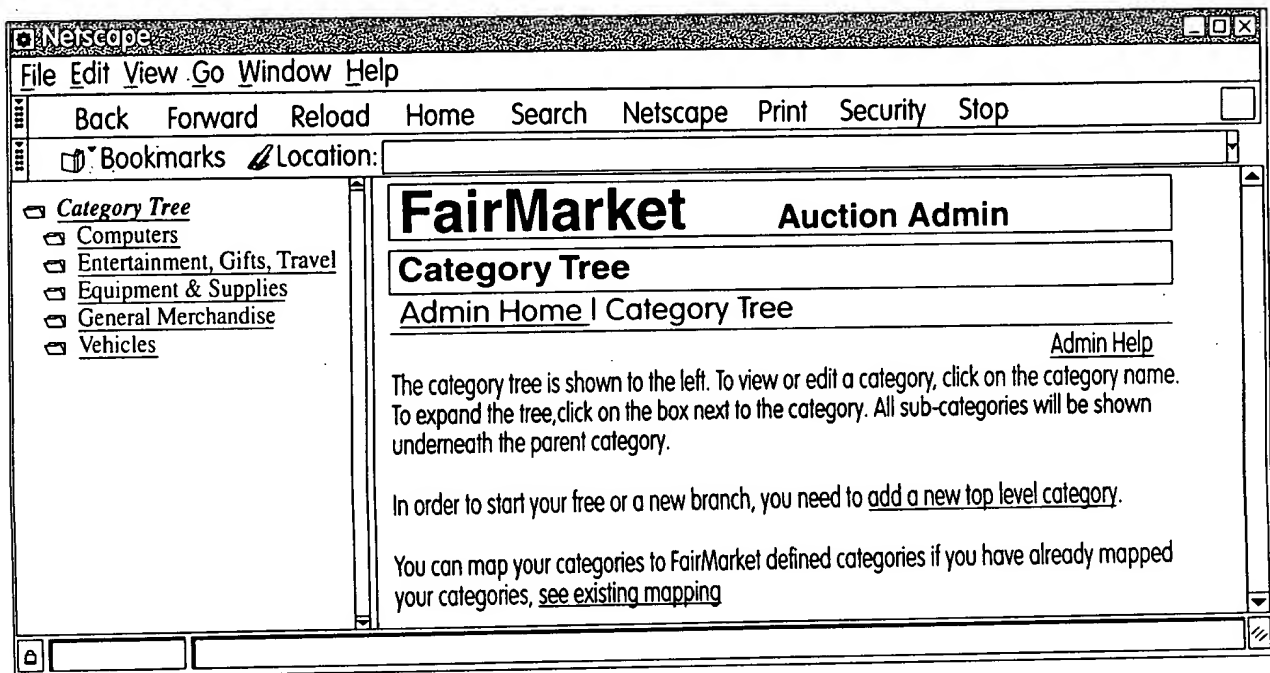 Netscape
File Edit View Go Window Help
Back Forward Reload Home Search Netscape Print Security Stop
Bookmarks Location:
Category Tree
Computers
Entertainment, Gifts, Travel
Equipment & Supplies
General Merchandise
Vehicles
FairMarket Auction Admin
Category Tree
Admin Home | Category Tree
Admin Help
The category tree is shown to the left. To view or edit a category, click on the category name.
To expand the tree,click on the box next to the category. All sub-categories will be shown
underneath the parent category.
In order to start your free or a new branch, you need to add a new top level category.
You can map your categories to FairMarket defined categories if you have already mapped
your categories, see existing mapping